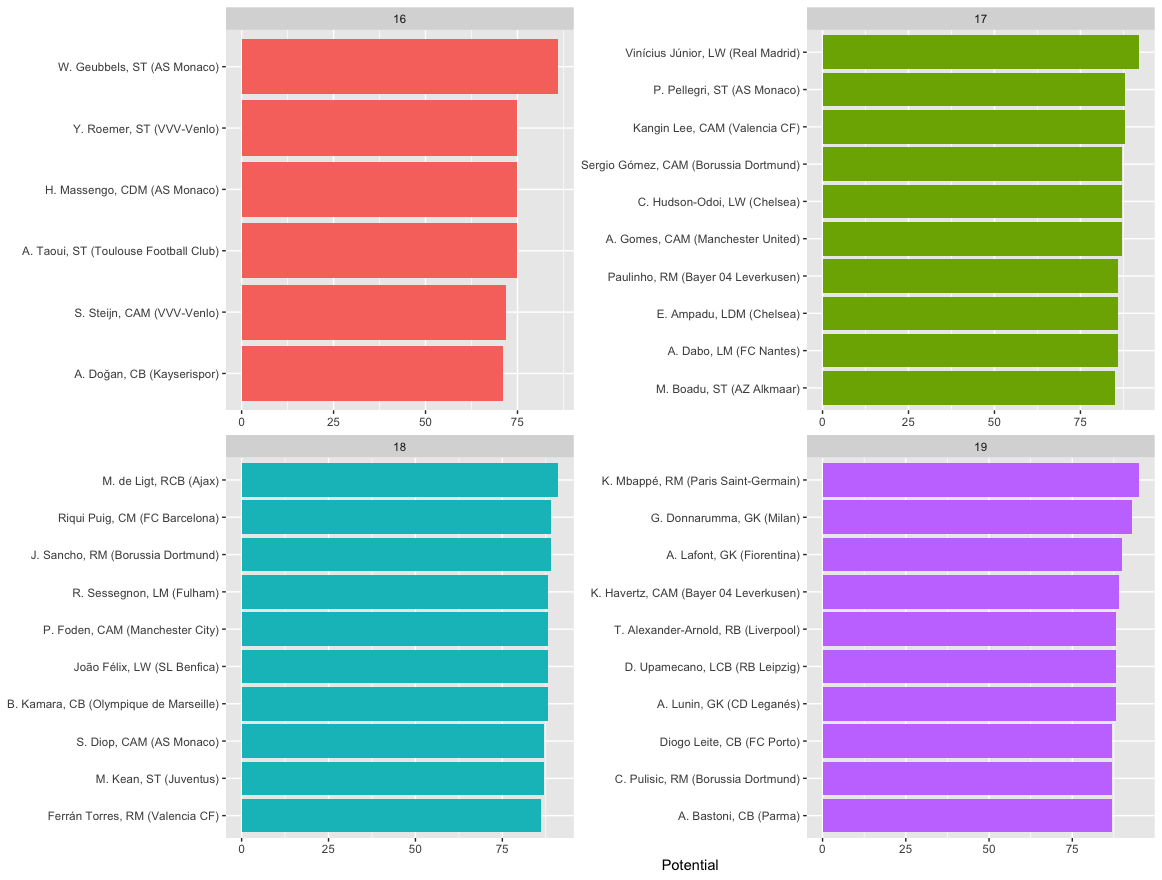 16
W. Geubbels, ST (AS Monaco)
Y. Roemer, ST (VVV-Venlo)
H. Massengo, CDM (AS Monaco)
A. Taoui, ST (Toulouse Football Club)
S. Steijn, CAM (VVV-Venlo)
A. Doğan, CB (Kayserispor)
0 25 50 75
17
Vinícius Júnior, LW (Real Madrid)
P. Pellegri, ST (AS Monaco)
Kangin Lee, CAM (Valencia CF)
Sergio Gómez, CAM (Borussia Dortmund)
C. Hudson-Odoi, LW (Chelsea)
A. Gomes, CAM (Manchester United)
Paulinho, RM (Bayer 04 Leverkusen)
E. Ampadu, LDM (Chelsea)
A. Dabo, LM (FC Nantes)
M. Boadu, ST (AZ Alkmaar)
0 25 50 75
18
M. de Ligt, RCB (Ajax)
Riqui Puig, CM (FC Barcelona)
J. Sancho, RM (Borussia Dortmund)
R. Sessegnon, LM (Fulham)
P. Foden, CAM (Manchester City)
João Félix, LW (SL Benfica)
B. Kamara, CB (Olympique de Marseille)
S. Diop, CAM (AS Monaco)
M. Kean, ST (Juventus)
Ferrán Torres, RM (Valencia CF)
0 25 50 75
19
K. Mbappé, RM (Paris Saint-Germain)
G. Donnarumma, GK (Milan)
A. Lafont, GK (Fiorentina)
K. Havertz, CAM (Bayer 04 Leverkusen)
T. Alexander-Arnold, RB (Liverpool)
D. Upamecano, LCB (RB Leipzig)
A. Lunin, GK (CD Leganés)
Diogo Leite, CB (FC Porto)
C. Pulisic, RM (Borussia Dortmund)
A. Bastoni, CB (Parma)
0 25 50 75
Potential